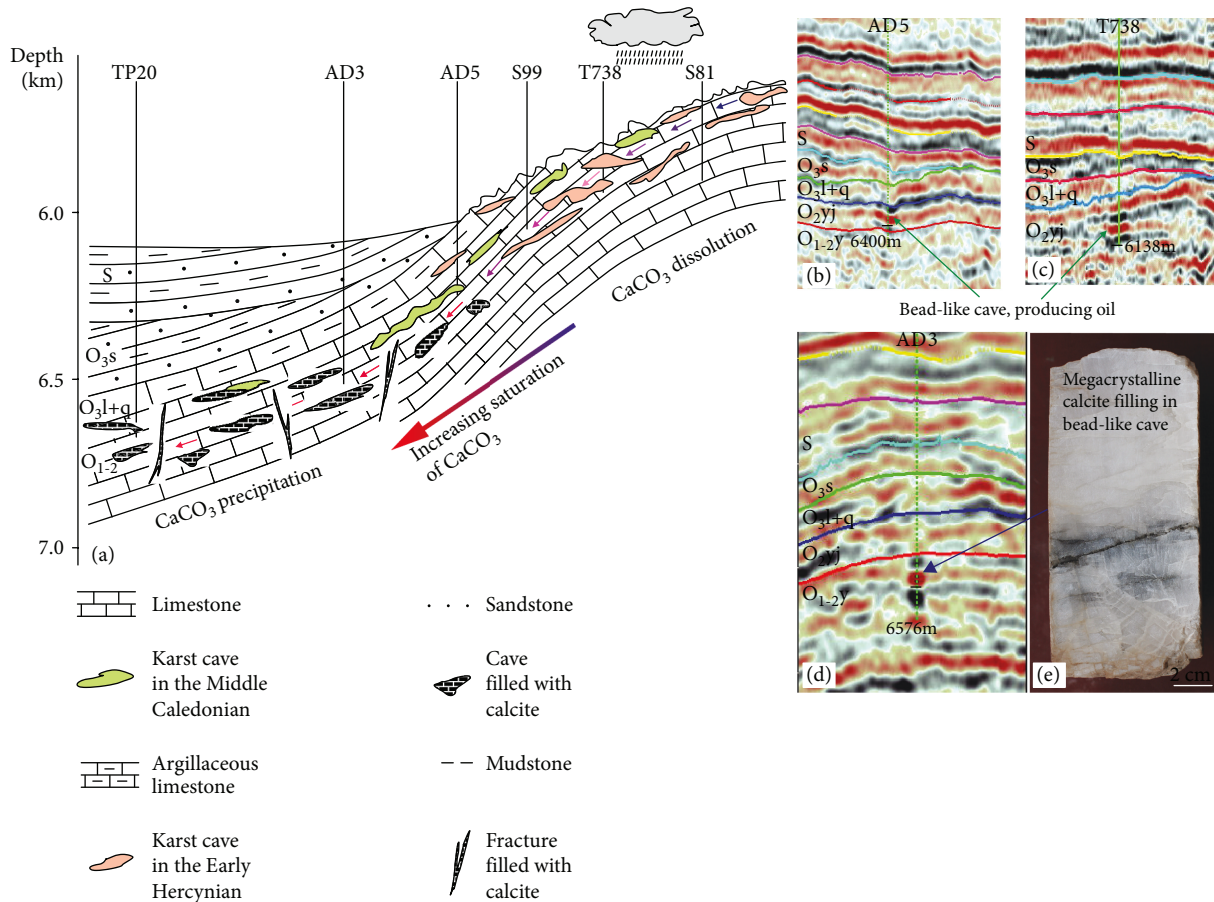 Depth
(km)
TP20
AD3
AD5
S99
T738
S81
6.0
6.5
7.0
S
O3s
O3l+q
O1-2
CaCO3 dissolution
Increasing saturation
of CaCO3
CaCO3 precipitation
(a)
Limestone
Sandstone
Karst cave
in the Middle
Caledonian
Cave
filled with
calcite
Argillaceous
limestone
Mudstone
Karst cave
in the Early
Hercynian
Fracture
filled with
calcite
AD5
S
O3s
O3l+q
O2yj
O1-2y
6400m
(b)
T738
S
O3s
O3l+q
O2yj
6138m
(c)
Bead-like cave, producing oil
AD3
S
O3s
O3l+q
O2yj
O1-2y
6576m
(d)
Megacrystalline
calcite filling in
bead-like cave
(e)
2 cm